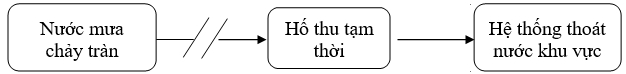 Nước mưa
chảy tràn
Hố thu tạm
thời
Hệ thống thoát
nước khu vực